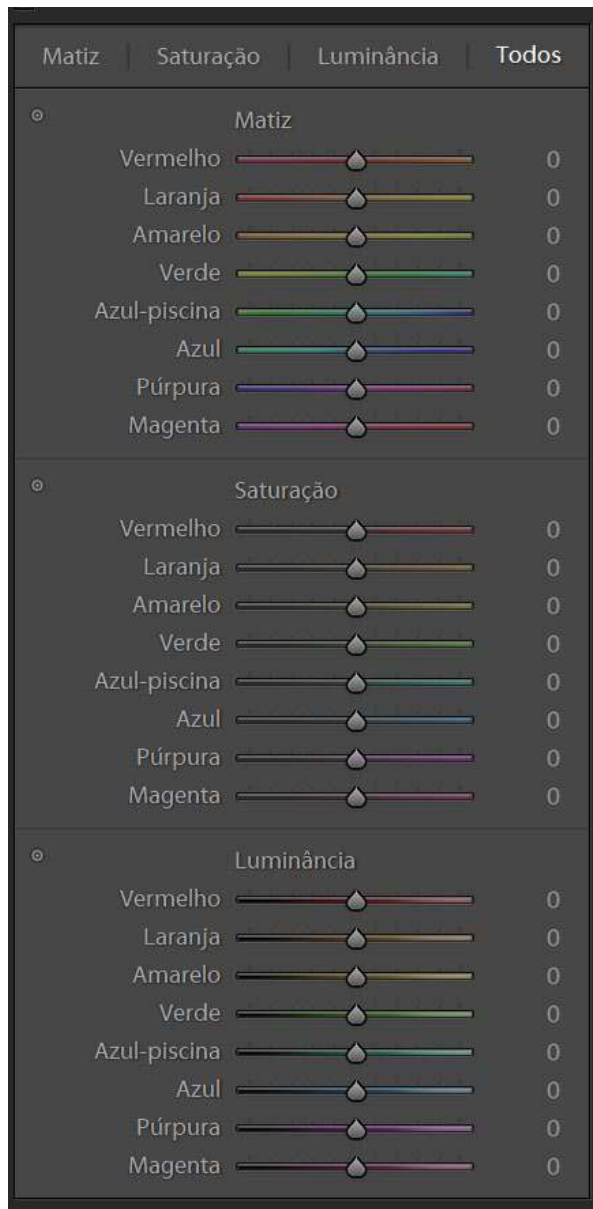 Matiz | Saturação | Luminância | Todos
Matiz
Vermelho 0
Laranja 0
Amarelo 0
Verde 0
Azul-piscina 0
Azul 0
Púrpura 0
Magenta 0
Saturação
Vermelho 0
Laranja 0
Amarelo 0
Verde 0
Azul-piscina 0
Azul 0
Púrpura 0
Magenta 0
Luminância
Vermelho 0
Laranja 0
Amarelo 0
Verde 0
Azul-piscina 0
Azul 0
Púrpura 0
Magenta 0